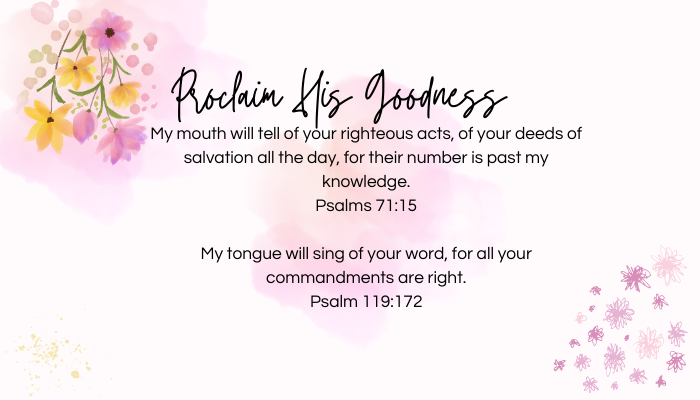 Proclaim His Goodness
My mouth will tell of your righteous acts, of your deeds of
salvation all the day, for their number is past my
knowledge.
Psalms 71:15
My tongue will sing of your word, for all your
commandments are right.
Psalm 119:172